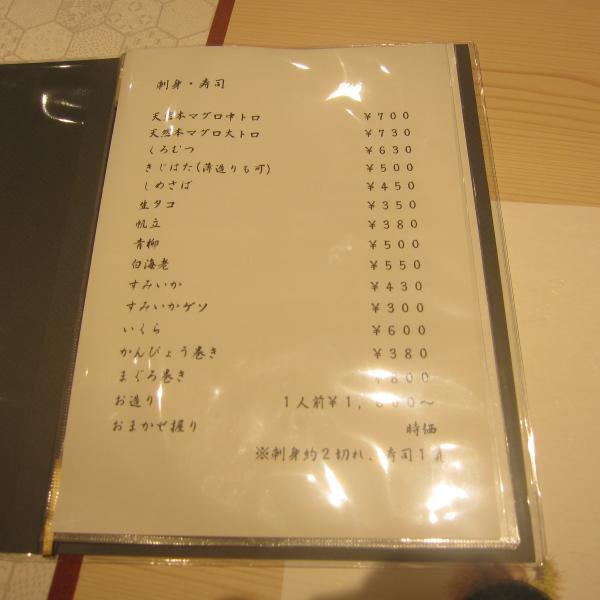 刺身・寿司
天然本マグロ中トロ ￥７００
天然本マグロ大トロ ￥７３０
くろむつ ￥６３０
きじはた(薄造りも可) ￥５００
しめさば ￥４５０
生タコ ￥３５０
帆立 ￥３８０
青柳 ￥５００
白海老 ￥５５０
すみいか ￥４３０
すみいかゲソ ￥３００
いくら ￥６００
かんぴょう巻き ￥３８０
まぐろ巻き ￥８００
お造り １人前￥１，６００～
おまかせ握り 時価
※刺身約２切れ、寿司１貫